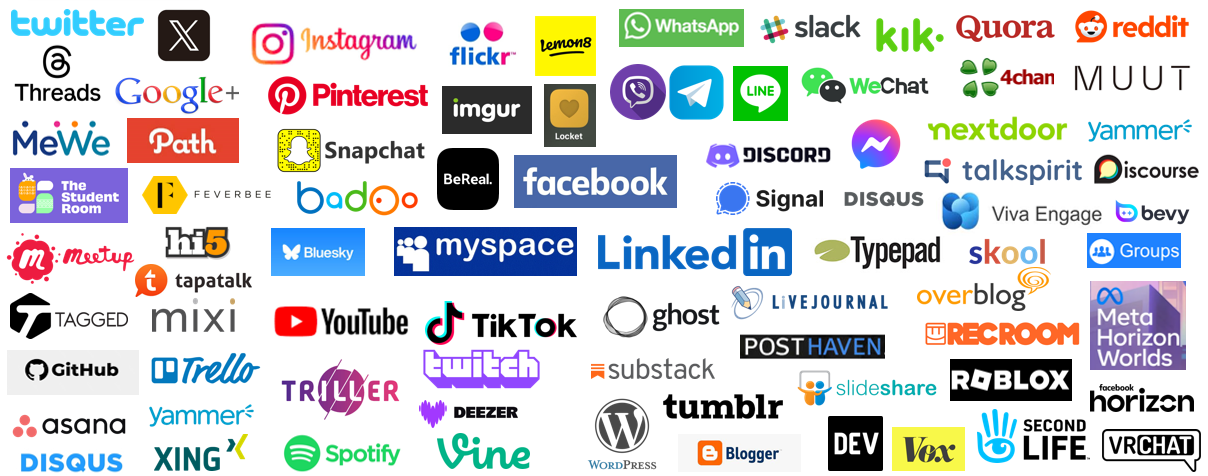 twitter
X
Instagram
flickr™
Lemon8
WhatsApp
slack
kik.
Quora
reddit
Threads
Google+
Pinterest
imgur
Locket
LINE
WeChat
4chan
MUUT
MeWe
Path
Snapchat
BeReal.
facebook
DISCORD
nextdoor
yammer
talkspirit
Discourse
The
Student
Room
F
FEVERBEE
badoo
Signal
DISQUS
Viva Engage
bevy
m
Meetup
hi5
Bluesky
myspace
LinkedIn
Typepad
skool
Groups
t
tapatalk
TAGGED
mixi
YouTube
TikTok
ghost
LIVEJOURNAL
overblog
RECROOM
Meta
Horizon
Worlds
POSTHAVEN
GitHub
Trello
TRILLER
twitch
substack
slideshare
ROBLOX
facebook
horizon
asana
yammer
DEEZER
tumblr
DISQUS
XING
Spotify
Vine
W
WORDPRESS
B
Blogger
DEV
Vox
SECOND
LIFE™
VRCHAT